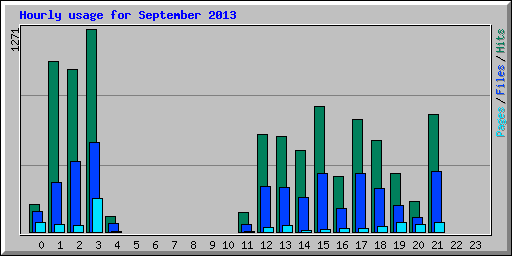 Hourly usage for September 2013
1271
Pages/Files/Hits
0 1 2 3 4 5 6 7 8 9 10 11 12 13 14 15 16 17 18 19 20 21 22 23